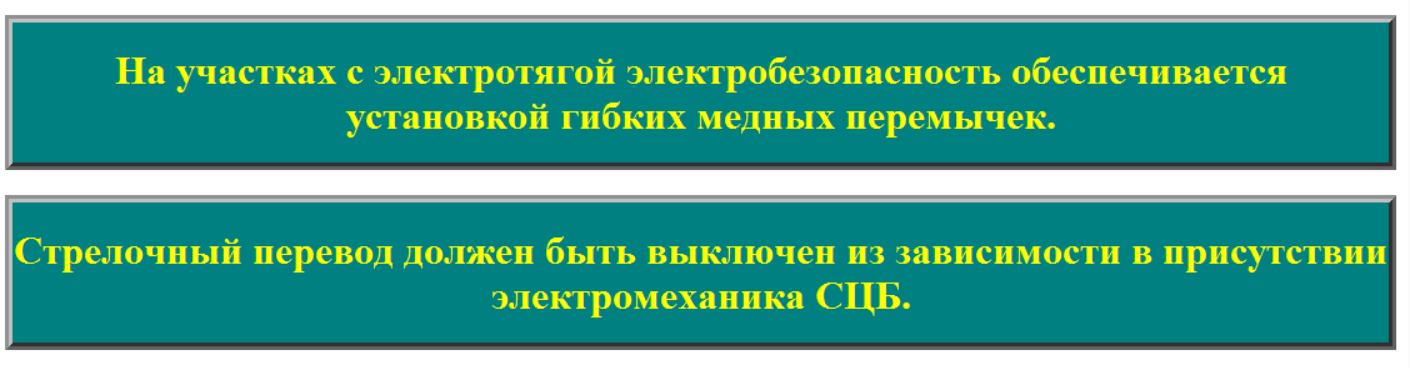 На участках с электротягой электробезопасность обеспечивается
установкой гибких медных перемычек.
Стрелочный перевод должен быть выключен из зависимости в присутствии
электромеханика СЦБ.